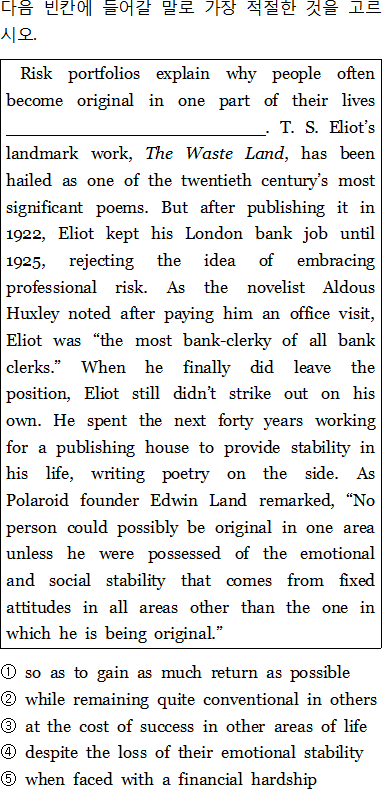 다음 빈칸에 들어갈 말로 가장 적절한 것을 고르
시오.
Risk portfolios explain why people often
become original in one part of their lives
______________________________. T. S. Eliot's
landmark work, The Waste Land, has been
hailed as one of the twentieth century's most
significant poems. But after publishing it in
1922, Eliot kept his London bank job until
1925, rejecting the idea of embracing
professional risk. As the novelist Aldous
Huxley noted after paying him an office visit,
Eliot was “the most bank-clerky of all bank
clerks.” When he finally did leave the
position, Eliot still didn't strike out on his
own. He spent the next forty years working
for a publishing house to provide stability in
his life, writing poetry on the side. As
Polaroid founder Edwin Land remarked, “No
person could possibly be original in one area
unless he were possessed of the emotional
and social stability that comes from fixed
attitudes in all areas other than the one in
which he is being original.”
① so as to gain as much return as possible
② while remaining quite conventional in others
③ at the cost of success in other areas of life
④ despite the loss of their emotional stability
⑤ when faced with a financial hardship